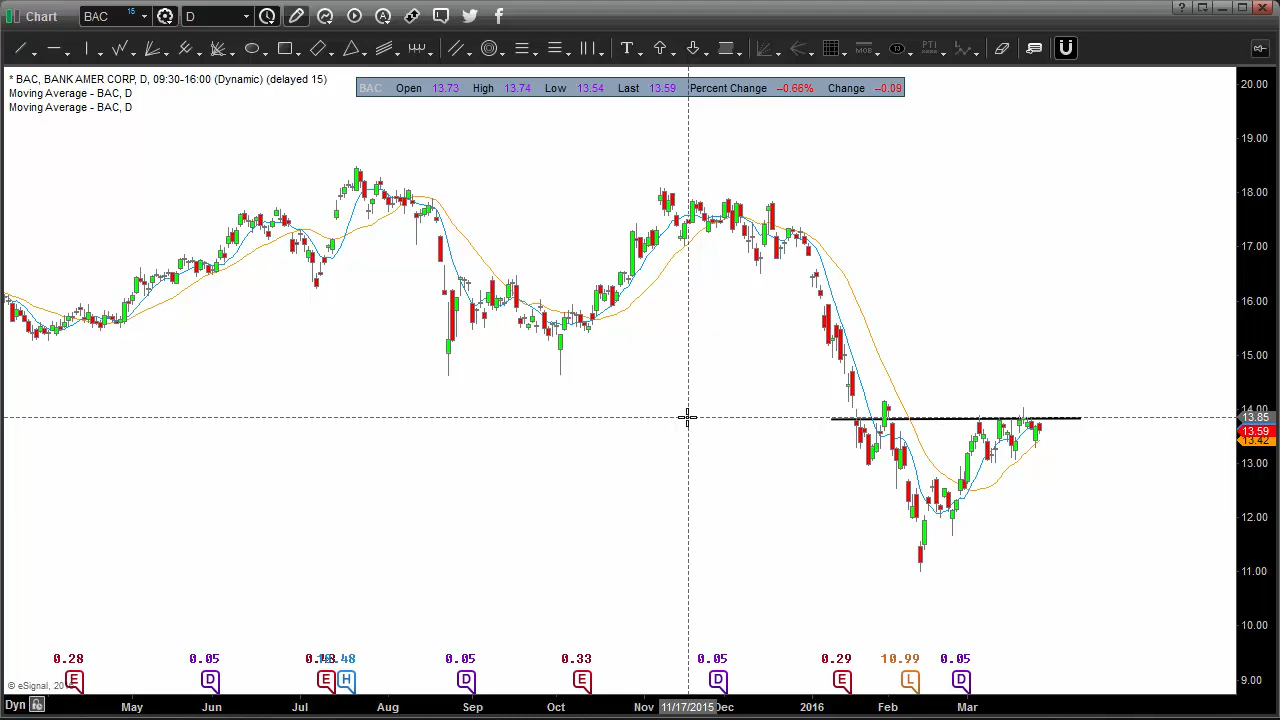 Chart BAC 15 D
T MOB 1D PTI
* BAC, BANK AMER CORP, D, 09:30-16:00 (Dynamic) (delayed 15)
Moving Average - BAC, D
Moving Average - BAC, D
BAC Open 13.73 High 13.74 Low 13.54 Last 13.59 Percent Change -0.66% Change -0.09
20.00
19.00
18.00
17.00
16.00
15.00
14.00
13.85
13.59
13.42
13.00
12.00
11.00
10.00
9.00
0.28 0.05 0.05 0.33 0.05 0.29 10.99 0.05
E D E H D E D E L D
© eSignal,
Dyn May Jun Jul Aug Sep Oct Nov 11/17/2015 Dec 2016 Feb Mar